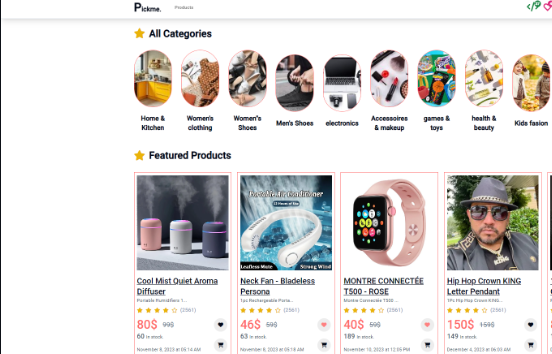 Pickme. Products
All Categories
Home & Kitchen
Women's clothing
Women"s Shoes
Men's Shoes
electronics
Accessoires & makeup
games & toys
health & beauty
Kids fasion
Featured Products
Portable Air Conditioner
12 Hours of Max
Leafless-Mute Strong Wind
Cool Mist Quiet Aroma Diffuser
Portable Humidifiers 1...
(2561)
80$ 99$
60 in stock
November 8, 2023 at 05:14 AM
Neck Fan - Bladeless Persona
1pc Rechargeable Porta...
(2561)
46$ 59$
63 in stock
November 8, 2023 at 05:18 AM
MONTRE CONNECTÉE T500 - ROSE
Montre Connectée T500 ...
(2561)
40$ 59$
189 in stock
November 10, 2023 at 12:35 PM
Hip Hop Crown KING Letter Pendant
1Pc Hip Hop Crown KING...
(2561)
150$ 159$
149 in stock
December 4, 2023 at 06:03 AM